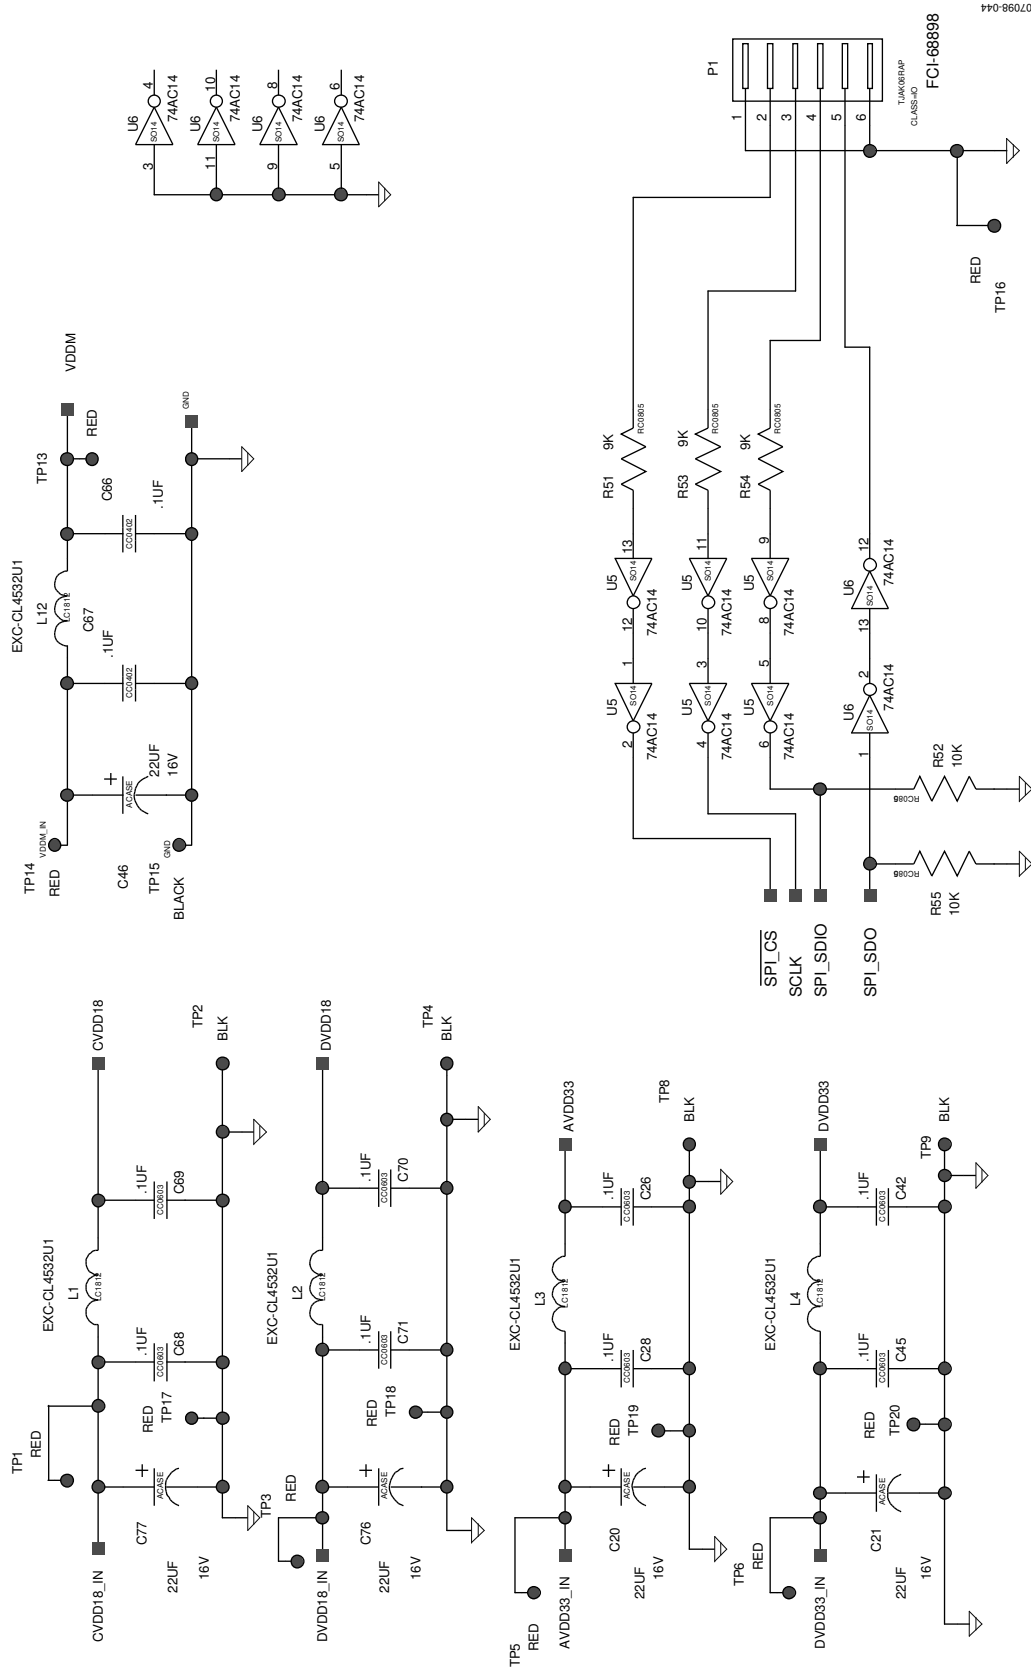 07098-044
U6
SO14
74AC14
3
4
U6
SO14
74AC14
11
10
U6
SO14
74AC14
9
8
U6
SO14
74AC14
5
6
P1
1
2
3
4
5
6
TJAK06RAP
CLASS=IO
FCI-68898
RED
TP16
VDDM
TP13
RED
GND
C66
.1UF
CC0402
EXC-CL4532U1
L12
LC1812
C67
.1UF
CC0402
22UF
16V
ACASE
+
C46
TP14
RED
VDDM_IN
TP15
GND
BLACK
R51
9K
RC0805
R53
9K
RC0805
R54
9K
RC0805
13
U5
SO14
74AC14
12
1
U5
SO14
74AC14
2
11
U5
SO14
74AC14
10
3
U5
SO14
74AC14
4
9
U5
SO14
74AC14
8
5
U5
SO14
74AC14
6
12
U6
SO14
74AC14
13
2
U6
SO14
74AC14
1
R52
10K
R55
10K
SPI_CS
SCLK
SPI_SDIO
SPI_SDO
CVDD18
TP2
BLK
.1UF
CC0603
C69
EXC-CL4532U1
L1
LC1812
.1UF
CC0603
C68
RED
TP17
TP1
RED
+
ACASE
C77
22UF
16V
CVDD18_IN
DVDD18
TP4
BLK
.1UF
CC0603
C70
EXC-CL4532U1
L2
LC1812
.1UF
CC0603
C71
RED
TP18
TP3
RED
+
ACASE
C76
22UF
16V
DVDD18_IN
AVDD33
TP8
BLK
.1UF
CC0603
C26
EXC-CL4532U1
L3
LC1812
.1UF
CC0603
C28
RED
TP19
TP5
RED
+
ACASE
C20
22UF
16V
AVDD33_IN
DVDD33
TP9
BLK
.1UF
CC0603
C42
EXC-CL4532U1
L4
LC1812
.1UF
CC0603
C45
RED
TP20
TP6
RED
+
ACASE
C21
22UF
16V
DVDD33_IN